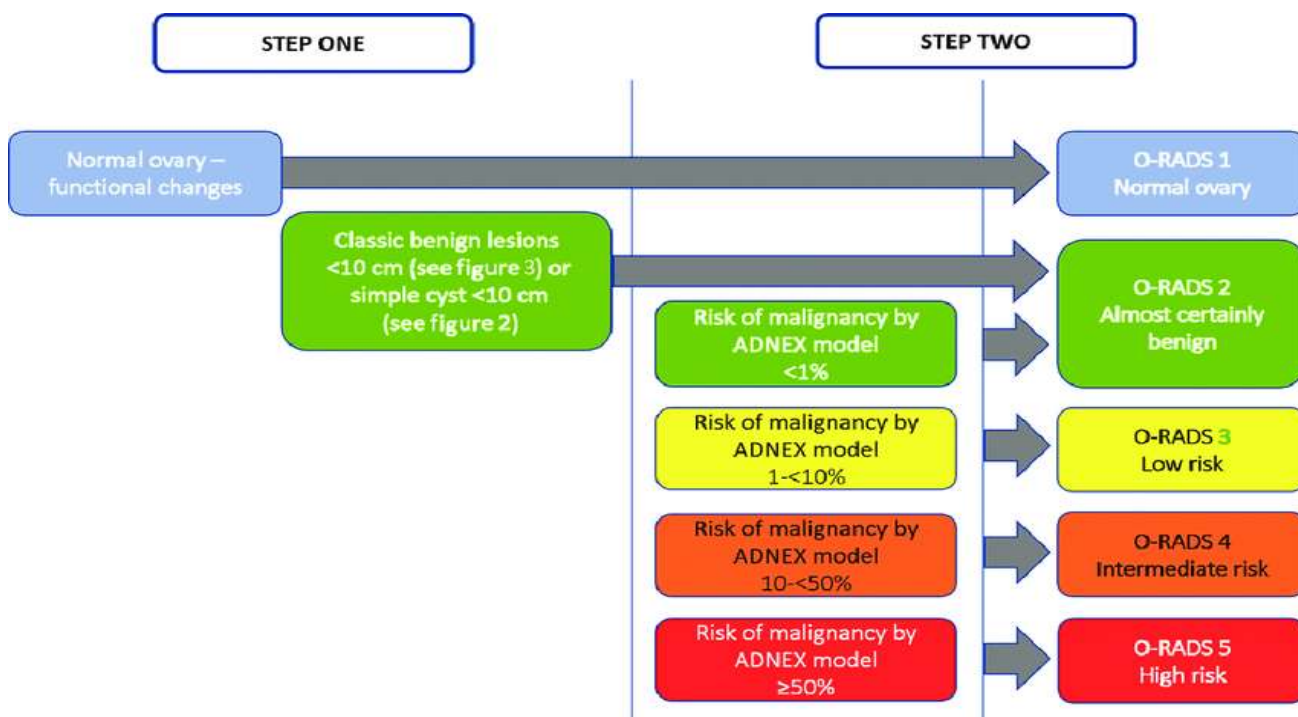 STEP ONE
STEP TWO
Normal ovary –
functional changes
O-RADS 1
Normal ovary
Classic benign lesions
<10 cm (see figure 3) or
simple cyst <10 cm
(see figure 2)
O-RADS 2
Almost certainly
benign
Risk of malignancy by
ADNEX model
<1%
Risk of malignancy by
ADNEX model
1-<10%
O-RADS 3
Low risk
Risk of malignancy by
ADNEX model
10-<50%
O-RADS 4
Intermediate risk
Risk of malignancy by
ADNEX model
≥50%
O-RADS 5
High risk